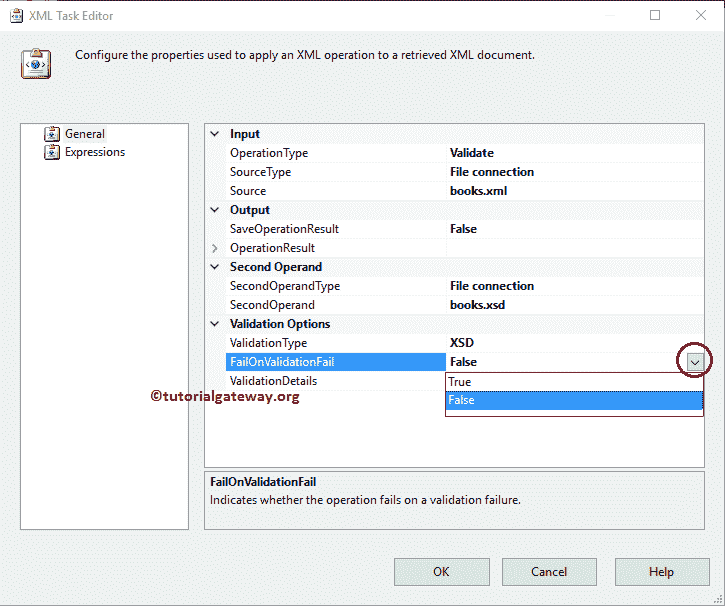 XML Task Editor
Configure the properties used to apply an XML operation to a retrieved XML document.
General
Expressions
Input
OperationType Validate
SourceType File connection
Source books.xml
Output
SaveOperationResult False
OperationResult
Second Operand
SecondOperandType File connection
SecondOperand books.xsd
Validation Options
ValidationType XSD
FailOnValidationFail False
ValidationDetails
True
False
©tutorialgateway.org
FailOnValidationFail
Indicates whether the operation fails on a validation failure.
OK Cancel Help